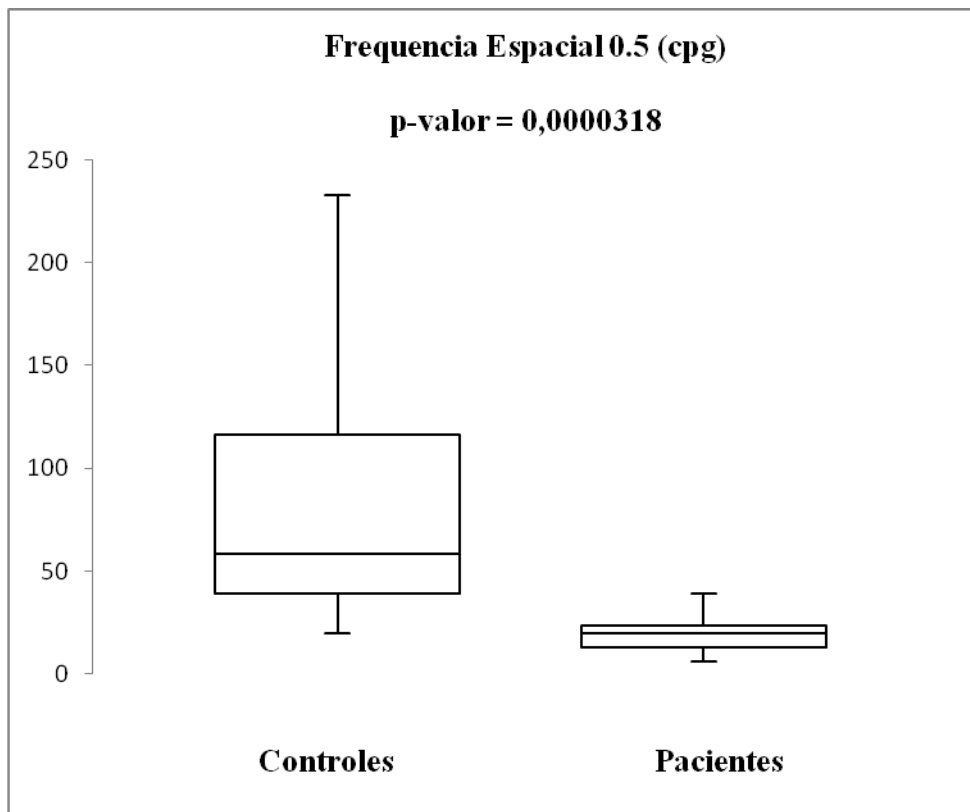 Frequencia Espacial 0.5 (cpg)
p-valor = 0,0000318
250
200
150
100
50
0
Controles
Pacientes